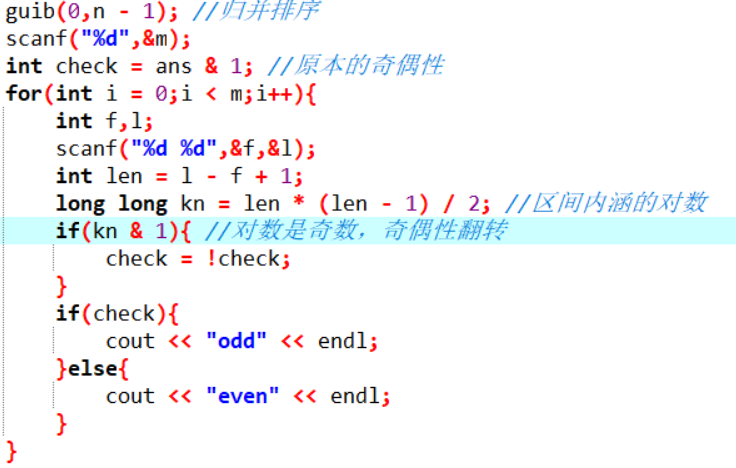 guib(0,n - 1); //归并排序
scanf("%d",&m);
int check = ans & 1; //原本的奇偶性
for(int i = 0;i < m;i++){
int f,l;
scanf("%d %d",&f,&l);
int len = l - f + 1;
long long kn = len * (len - 1) / 2; //区间内涵的对数
if(kn & 1){ //对数是奇数，奇偶性翻转
check = !check;
}
if(check){
cout << "odd" << endl;
}else{
cout << "even" << endl;
}
}